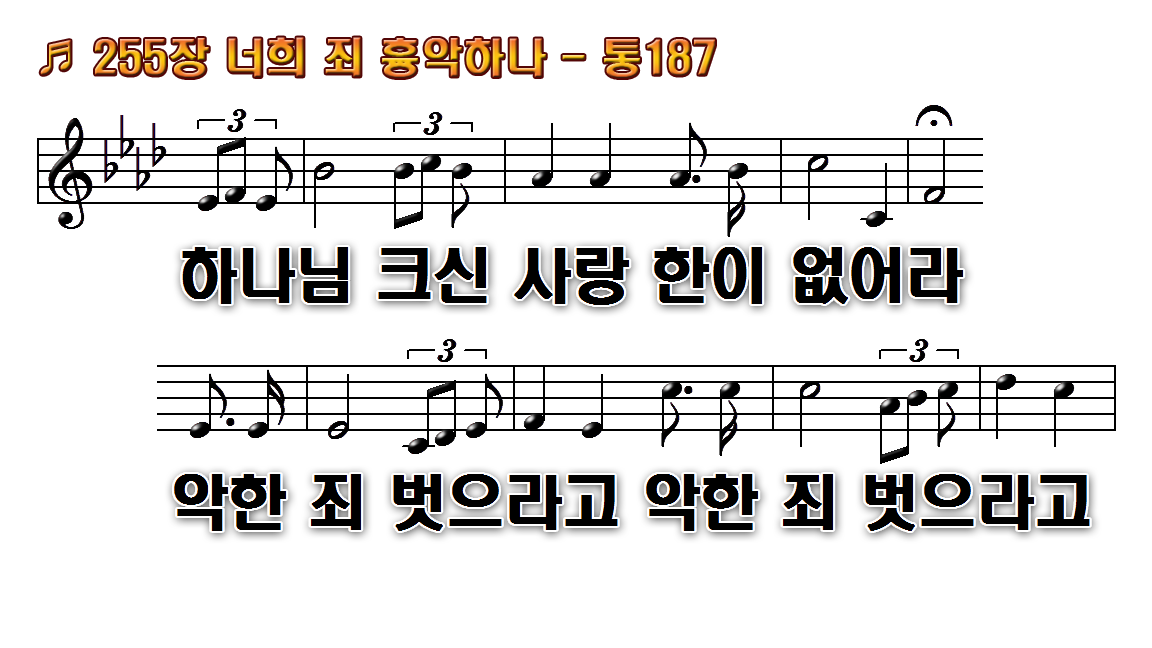 ♬ 255장 너희 죄 흉악하나 - 통187
3 3
하나님 크신 사랑 한이 없어라
3 3
악한 죄 벗으라고 악한 죄 벗으라고